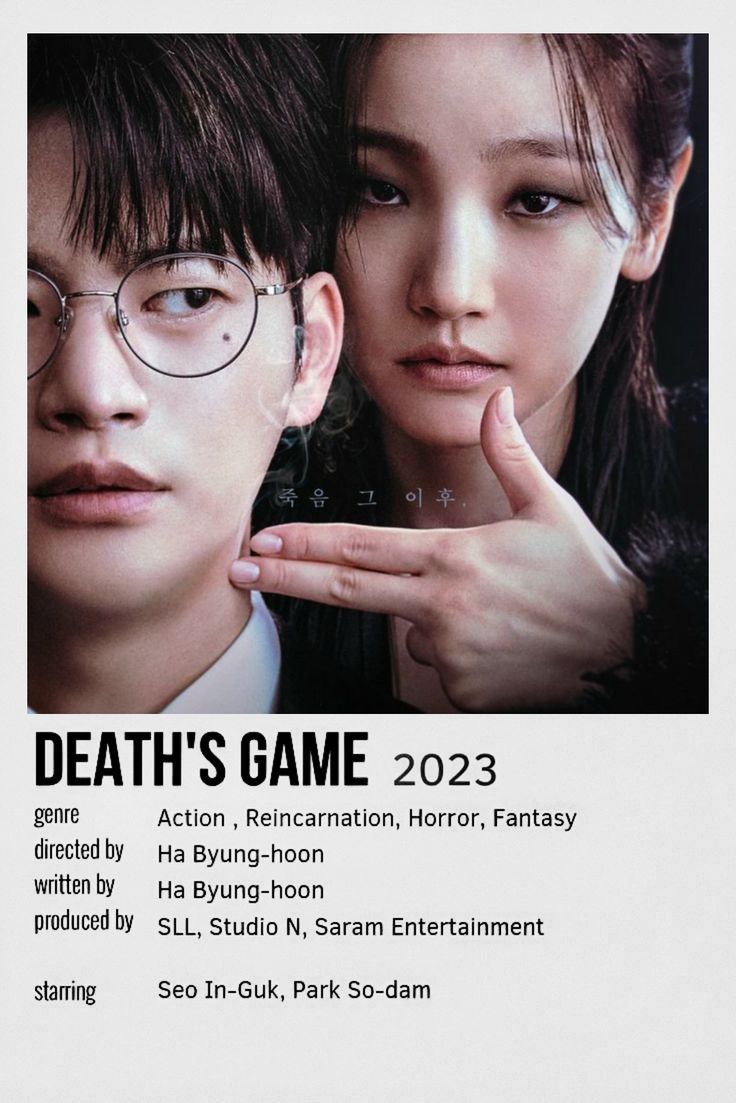 죽음 그 이후.
DEATH'S GAME 2023
genre Action , Reincarnation, Horror, Fantasy
directed by Ha Byung-hoon
written by Ha Byung-hoon
produced by SLL, Studio N, Saram Entertainment
starring Seo In-Guk, Park So-dam